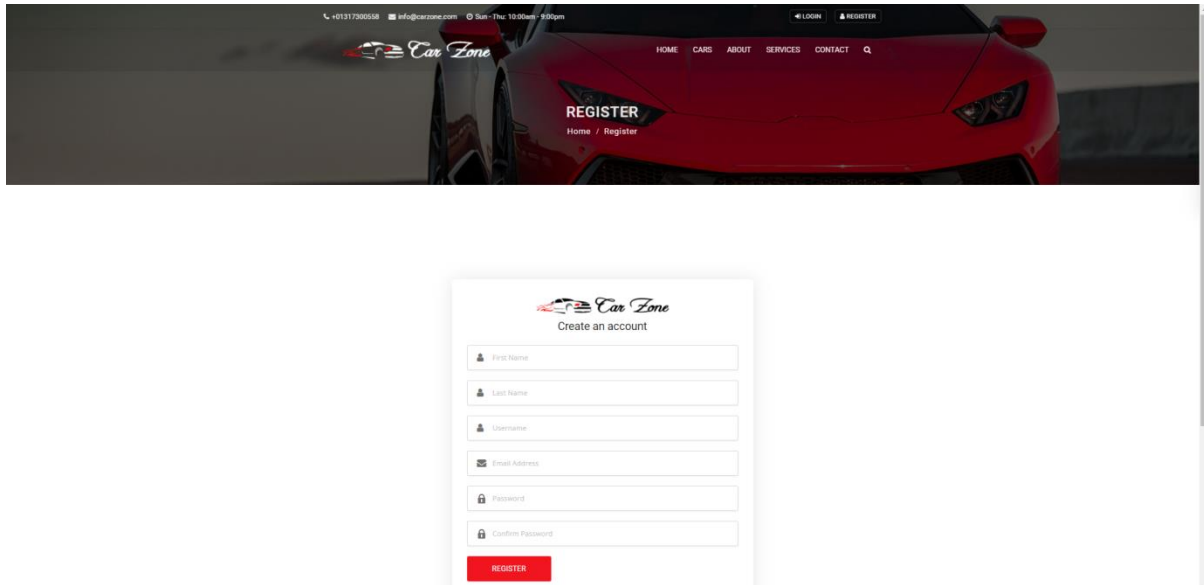 +01317300558 info@carzone.com Sun - Thu: 10:00am - 9:00pm LOGIN REGISTER
Car Zone HOME CARS ABOUT SERVICES CONTACT
REGISTER
Home / Register
Car Zone
Create an account
First Name
Last Name
Username
Email Address
Password
Confirm Password
REGISTER